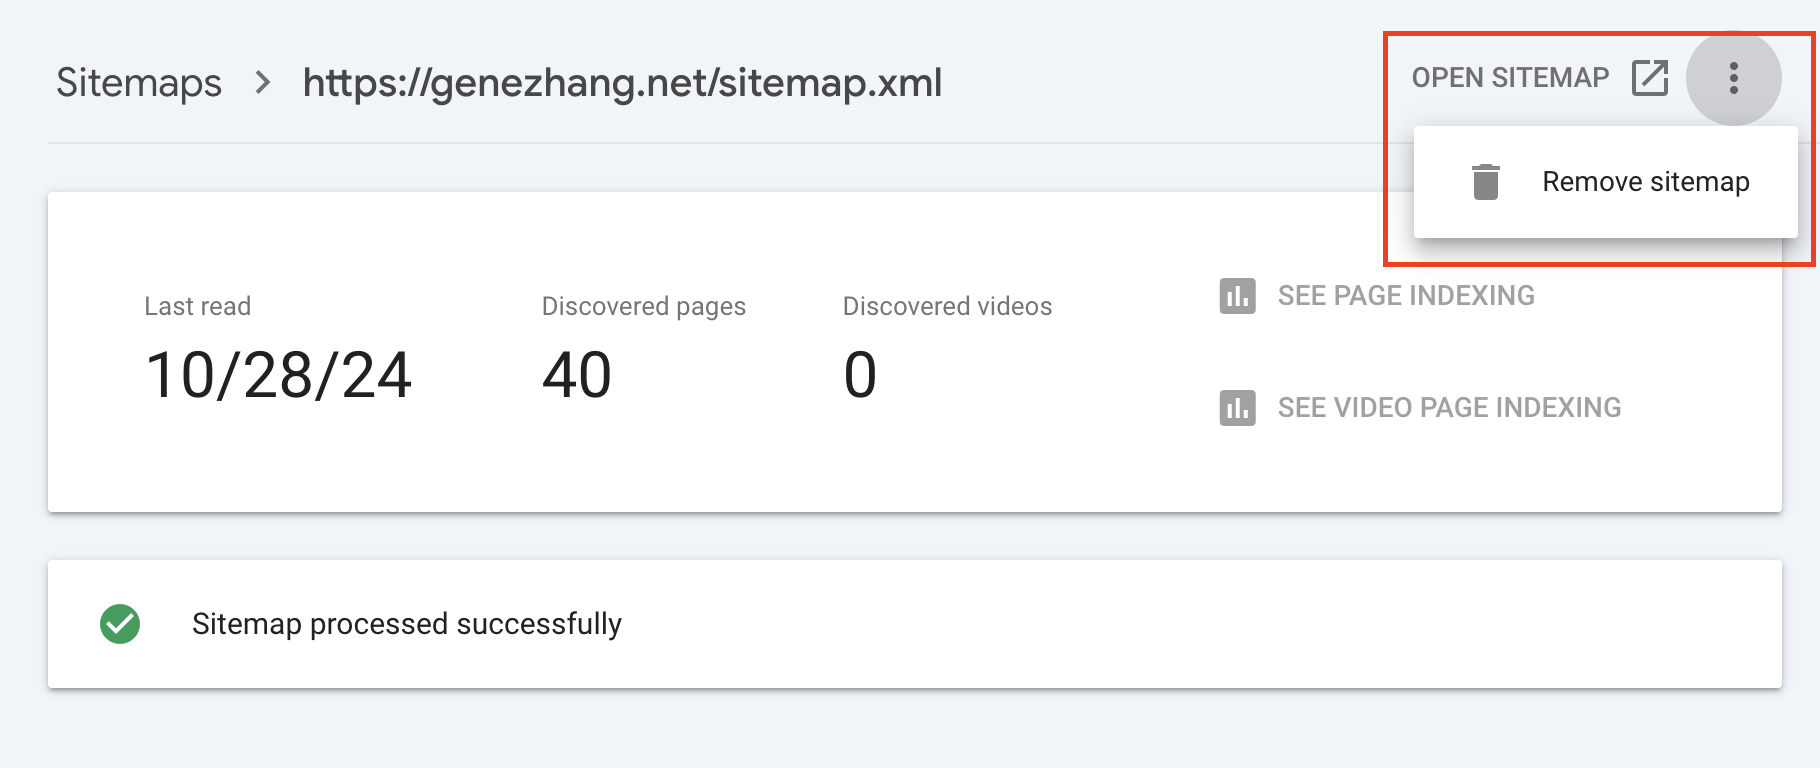 Sitemaps > https://genezhang.net/sitemap.xml
OPEN SITEMAP
Remove sitemap
Last read
10/28/24
Discovered pages
40
Discovered videos
0
SEE PAGE INDEXING
SEE VIDEO PAGE INDEXING
Sitemap processed successfully